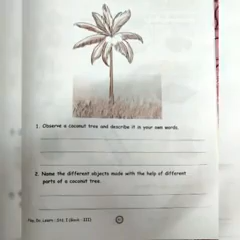 1. Observe a coconut tree and describe it in your own words.
2. Name the different objects made with the help of different
parts of a coconut tree.